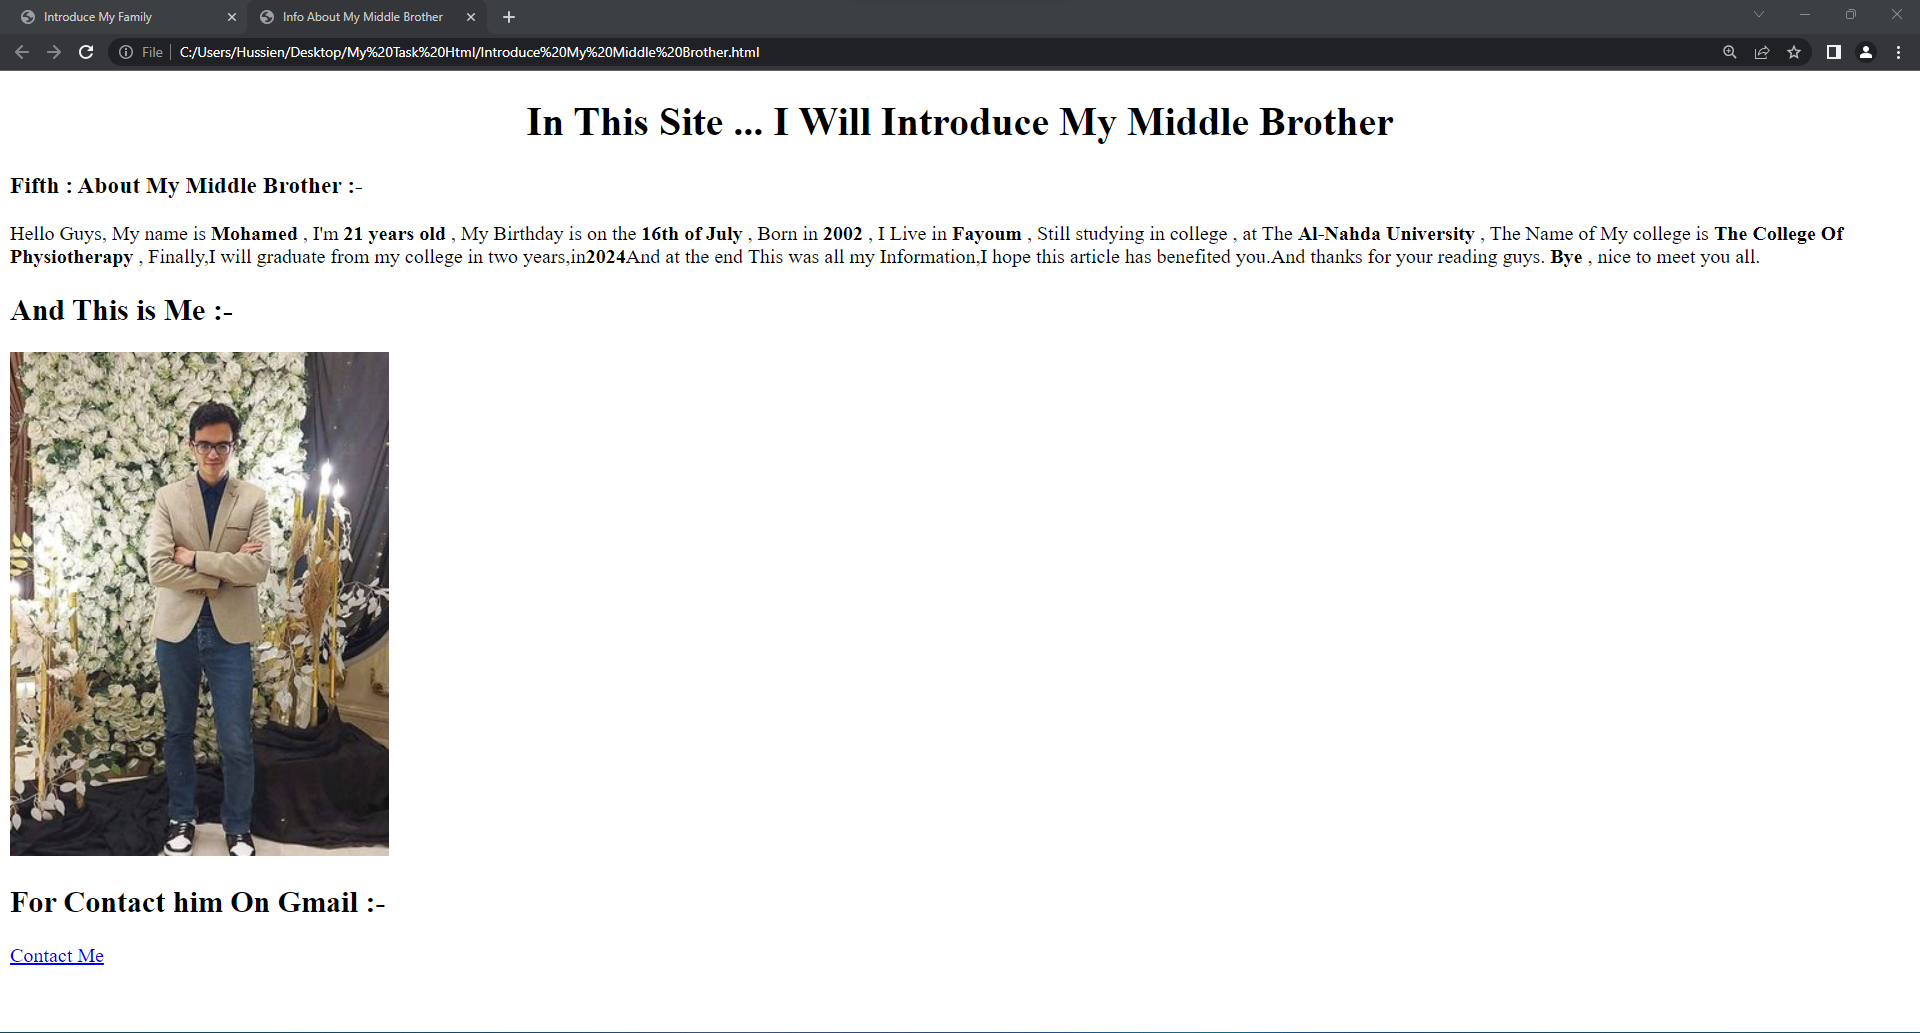 Introduce My Family
Info About My Middle Brother
File
C:/Users/Hussien/Desktop/My%20Task%20Html/Introduce%20My%20Middle%20Brother.html
In This Site ... I Will Introduce My Middle Brother
Fifth : About My Middle Brother :-
Hello Guys, My name is Mohamed , I'm 21 years old , My Birthday is on the 16th of July , Born in 2002 , I Live in Fayoum , Still studying in college , at The Al-Nahda University , The Name of My college is The College Of
Physiotherapy , Finally,I will graduate from my college in two years,in2024And at the end This was all my Information,I hope this article has benefited you.And thanks for your reading guys. Bye , nice to meet you all.
And This is Me :-
For Contact him On Gmail :-
Contact Me